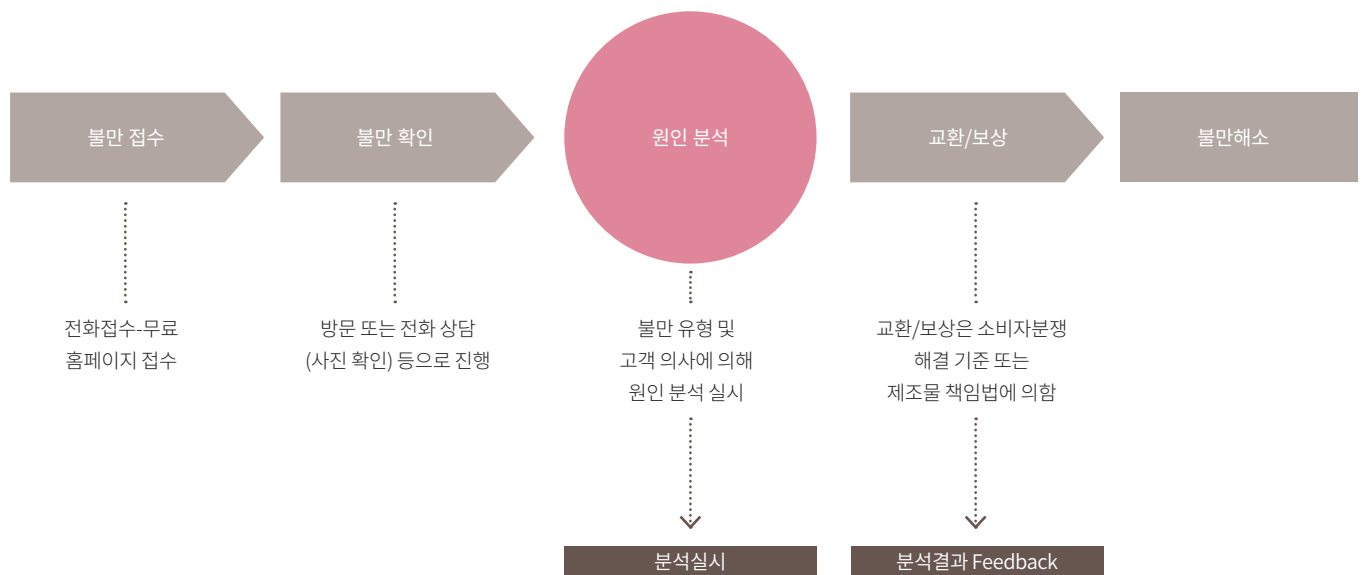 불만 접수
불만 확인
원인 분석
교환/보상
불만해소
전화접수-무료
홈페이지 접수
방문 또는 전화 상담
(사진 확인) 등으로 진행
불만 유형 및
고객 의사에 의해
원인 분석 실시
교환/보상은 소비자분쟁
해결 기준 또는
제조물 책임법에 의함
분석실시
분석결과 Feedback